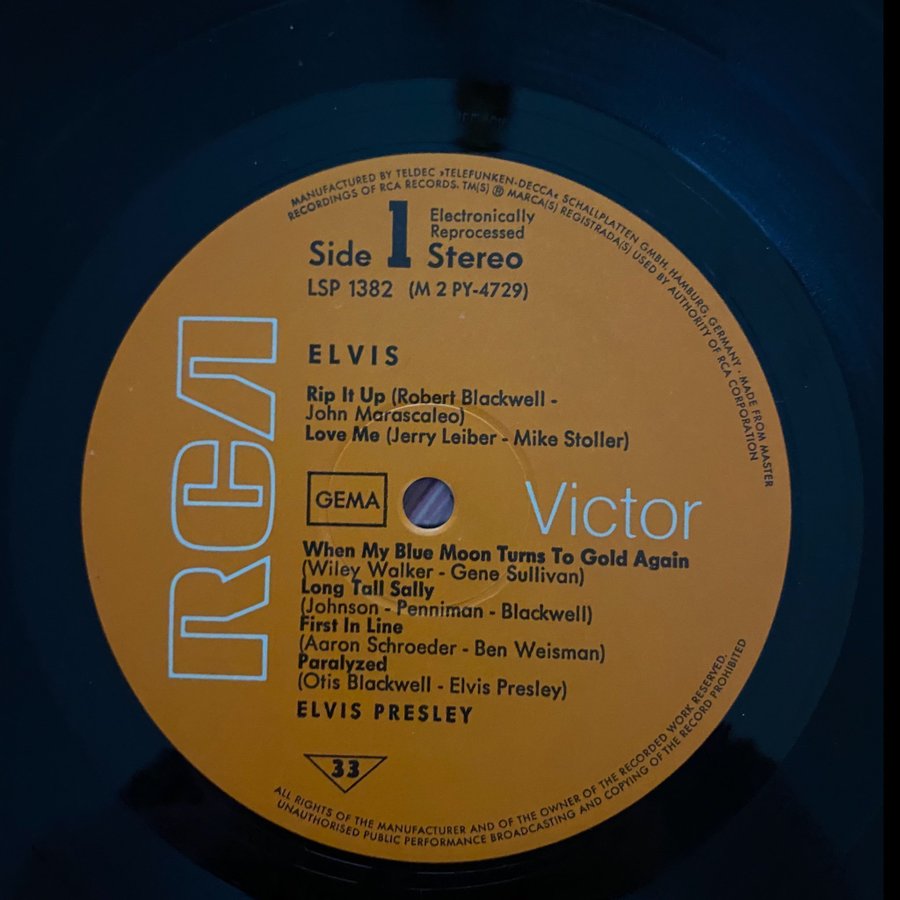 MANUFACTURED BY TELDEC »TELEFUNKEN-DECCA« SCHALLPLATTEN GMBH, HAMBURG, GERMANY · MADE FROM MASTER
RECORDINGS OF RCA RECORDS. TM(S) ® MARCA(S) REGISTRADA(S) USED BY AUTHORITY OF RCA CORPORATION
Side 1
Electronically
Reprocessed
Stereo
LSP 1382 (M 2 PY-4729)
RCA
ELVIS
Rip It Up (Robert Blackwell -
John Marascaleo)
Love Me (Jerry Leiber - Mike Stoller)
GEMA
Victor
When My Blue Moon Turns To Gold Again
(Wiley Walker - Gene Sullivan)
Long Tall Sally
(Johnson - Penniman - Blackwell)
First In Line
(Aaron Schroeder - Ben Weisman)
Paralyzed
(Otis Blackwell - Elvis Presley)
ELVIS PRESLEY
33
ALL RIGHTS OF THE MANUFACTURER AND OF THE OWNER OF THE RECORDED WORK RESERVED.
UNAUTHORISED PUBLIC PERFORMANCE BROADCASTING AND COPYING OF THE RECORD PROHIBITED